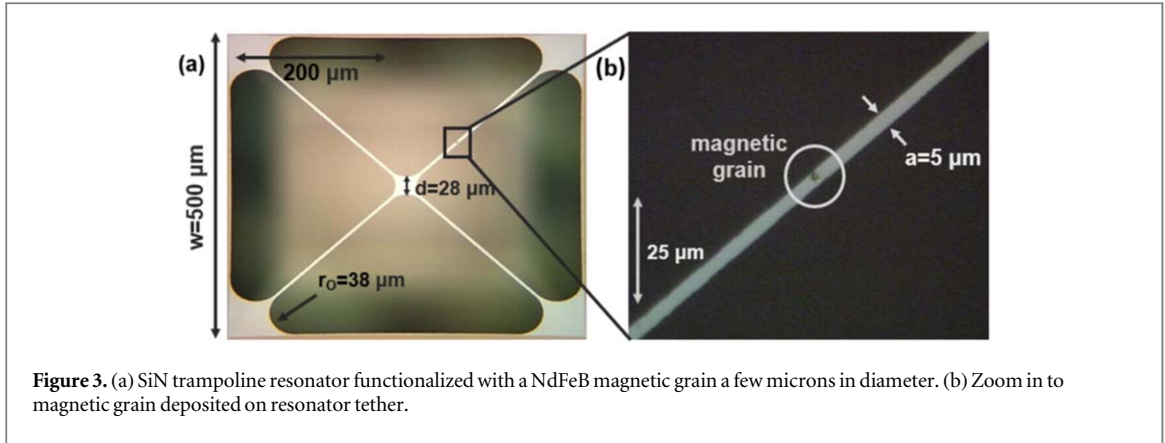 (a)
200 μm
w=500 μm
d=28 μm
rO=38 μm
(b)
magnetic
grain
a=5 μm
25 μm
Figure 3. (a) SiN trampoline resonator functionalized with a NdFeB magnetic grain a few microns in diameter. (b) Zoom in to
magnetic grain deposited on resonator tether.